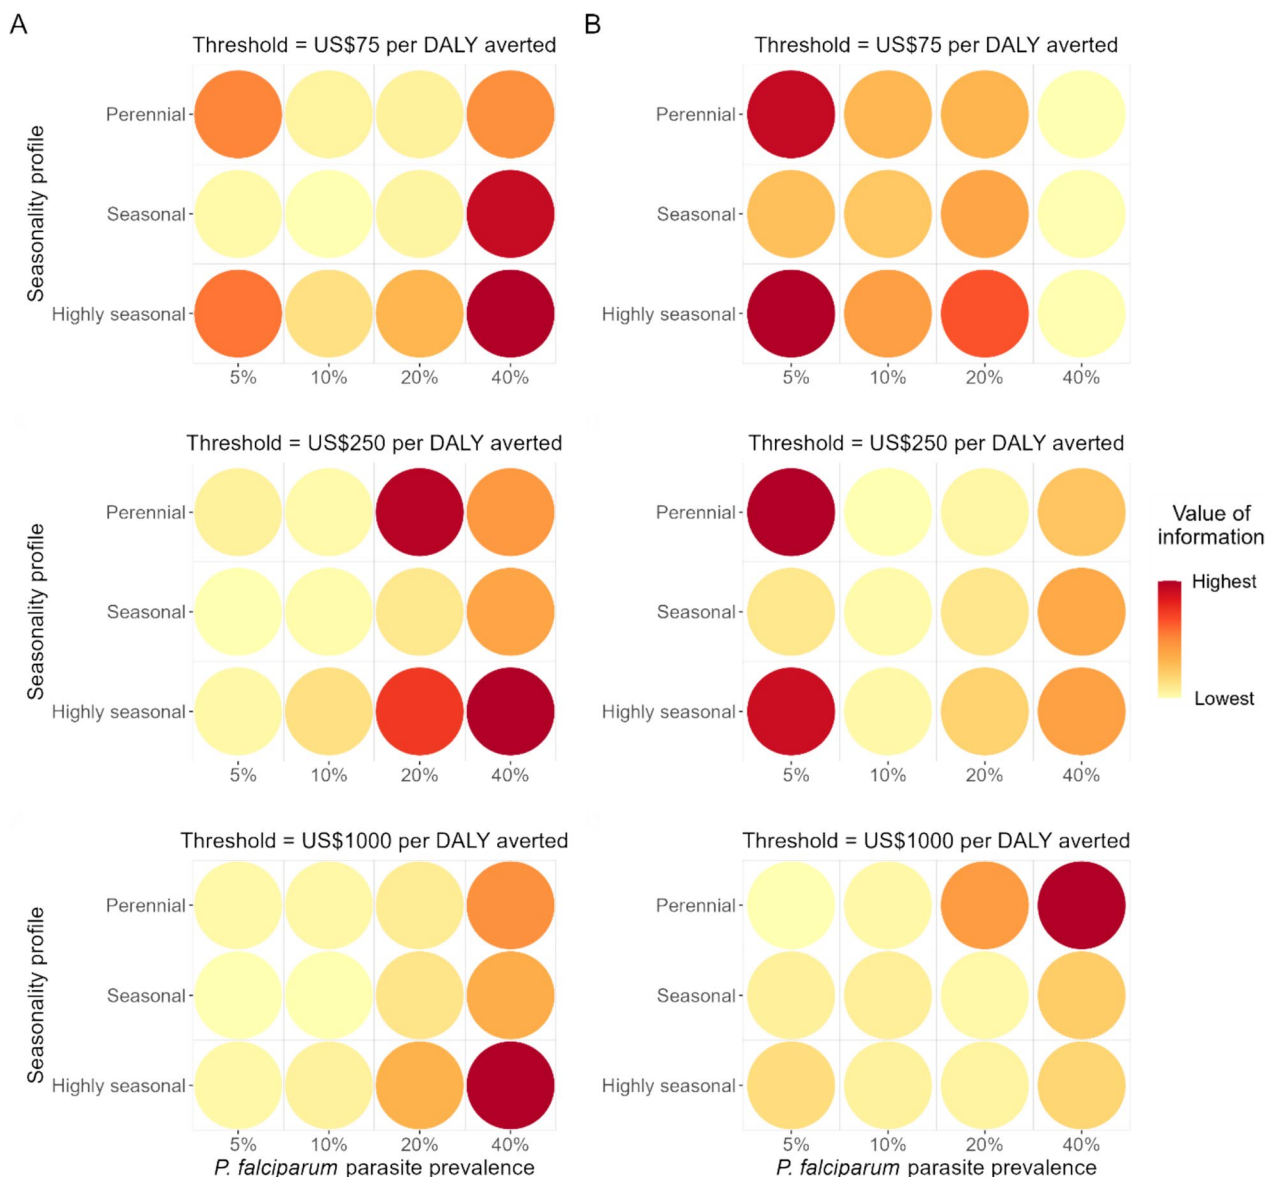 A
B
Threshold = US$75 per DALY averted
Threshold = US$75 per DALY averted
Seasonality profile
Perennial
Seasonal
Highly seasonal
5% 10% 20% 40%
Perennial
Seasonal
Highly seasonal
5% 10% 20% 40%
Threshold = US$250 per DALY averted
Threshold = US$250 per DALY averted
Seasonality profile
Perennial
Seasonal
Highly seasonal
5% 10% 20% 40%
Perennial
Seasonal
Highly seasonal
5% 10% 20% 40%
Value of
information
Highest
Lowest
Threshold = US$1000 per DALY averted
Threshold = US$1000 per DALY averted
Seasonality profile
Perennial
Seasonal
Highly seasonal
5% 10% 20% 40%
P. falciparum parasite prevalence
Perennial
Seasonal
Highly seasonal
5% 10% 20% 40%
P. falciparum parasite prevalence